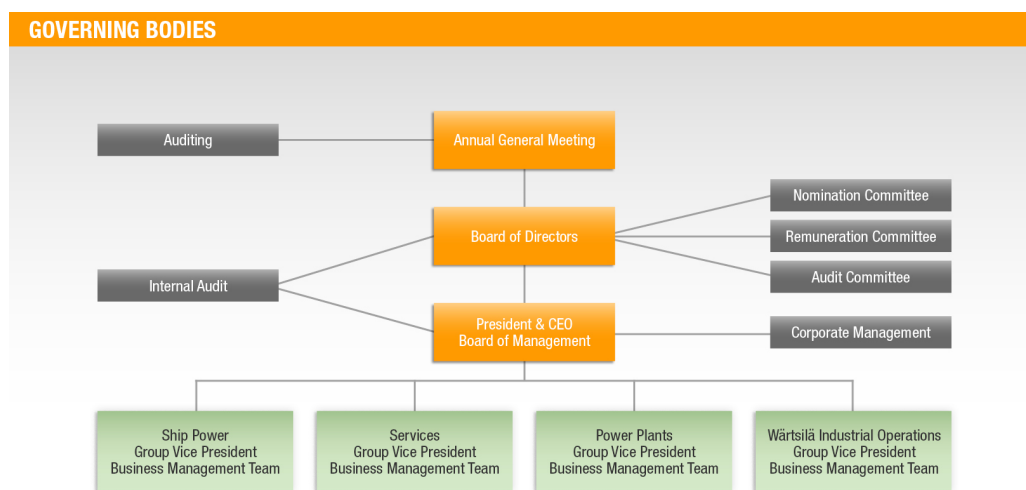 GOVERNING BODIES
Auditing
Annual General Meeting
Nomination Committee
Board of Directors
Remuneration Committee
Audit Committee
Internal Audit
President & CEO
Board of Management
Corporate Management
Ship Power
Group Vice President
Business Management Team
Services
Group Vice President
Business Management Team
Power Plants
Group Vice President
Business Management Team
Wärtsilä Industrial Operations
Group Vice President
Business Management Team